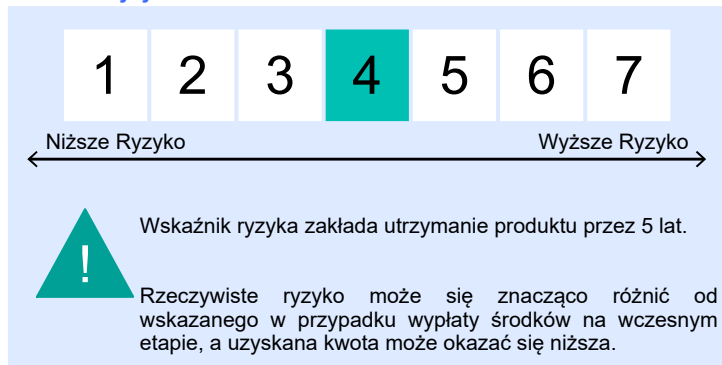 1 2 3 4 5 6 7
Niższe Ryzyko Wyższe Ryzyko
Wskaźnik ryzyka zakłada utrzymanie produktu przez 5 lat.
!
Rzeczywiste ryzyko może się znacząco różnić od
wskazanego w przypadku wypłaty środków na wczesnym
etapie, a uzyskana kwota może okazać się niższa.